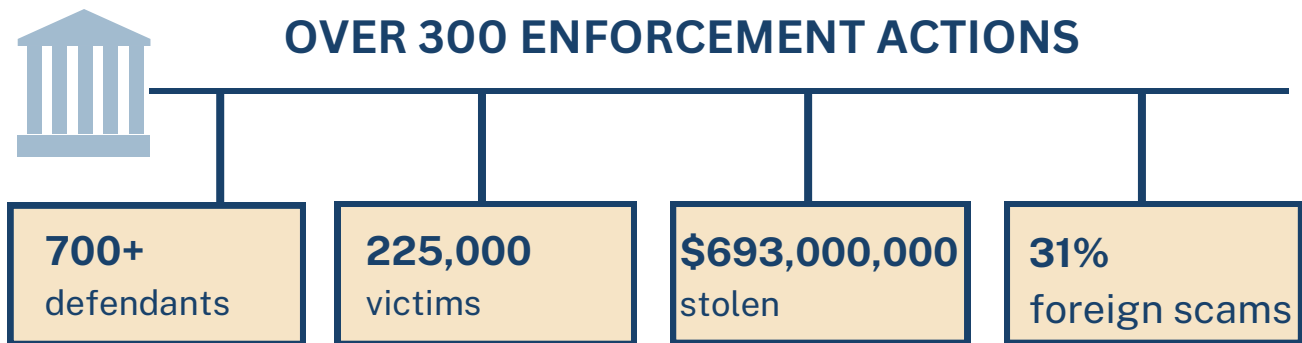 OVER 300 ENFORCEMENT ACTIONS
700+
defendants
225,000
victims
$693,000,000
stolen
31%
foreign scams